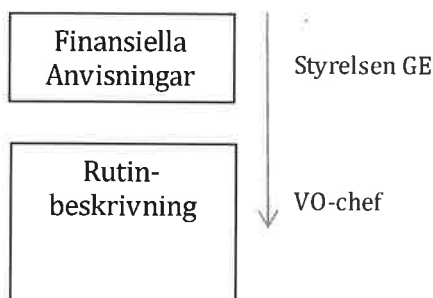 Finansiella
Anvisningar
Styrelsen GE
Rutin-
beskrivning
VO-chef